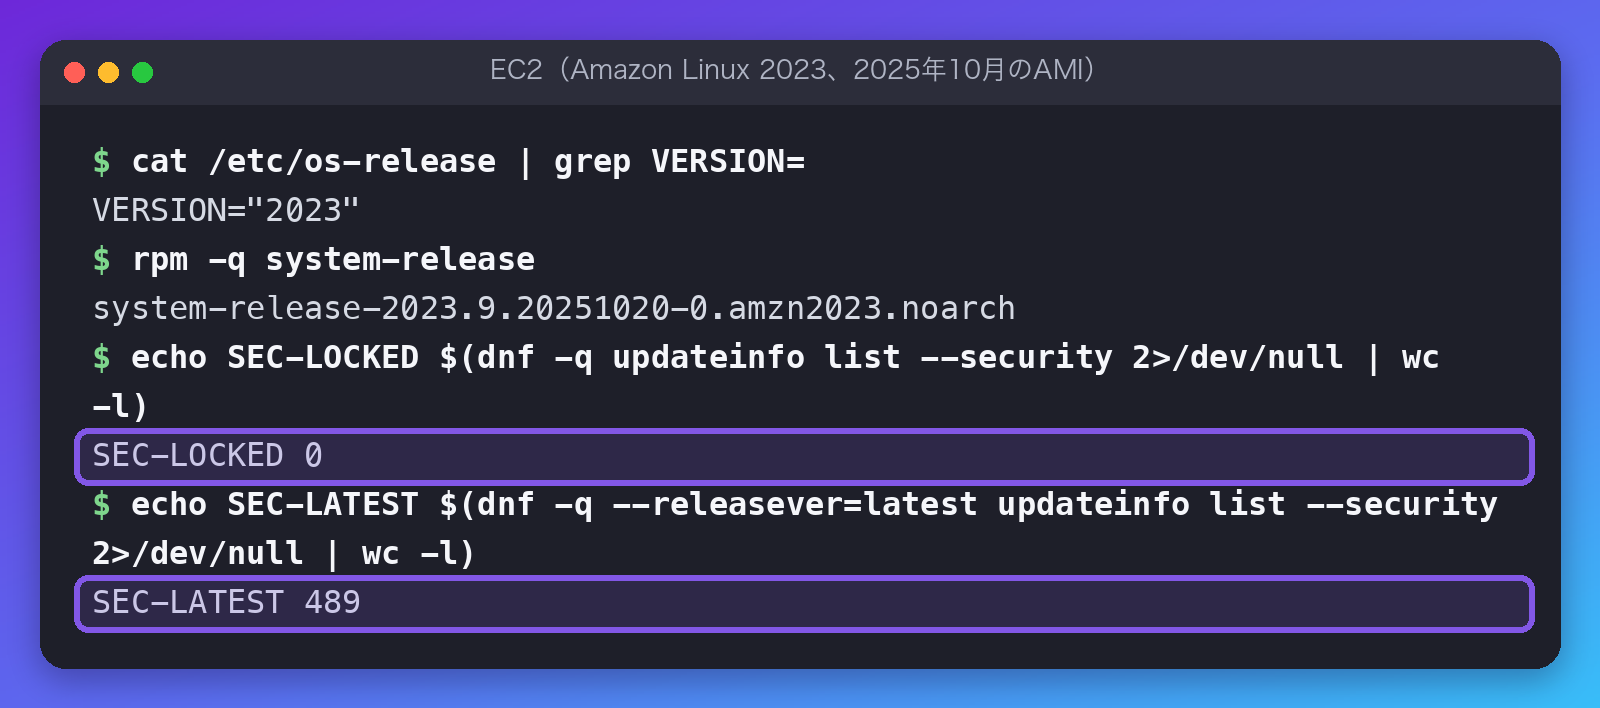 EC2（Amazon Linux 2023、2025年10月のAMI）
$ cat /etc/os-release | grep VERSION=
VERSION="2023"
$ rpm -q system-release
system-release-2023.9.20251020-0.amzn2023.noarch
$ echo SEC-LOCKED $(dnf -q updateinfo list --security 2>/dev/null | wc
-l)
SEC-LOCKED 0
$ echo SEC-LATEST $(dnf -q --releasever=latest updateinfo list --security
2>/dev/null | wc -l)
SEC-LATEST 489